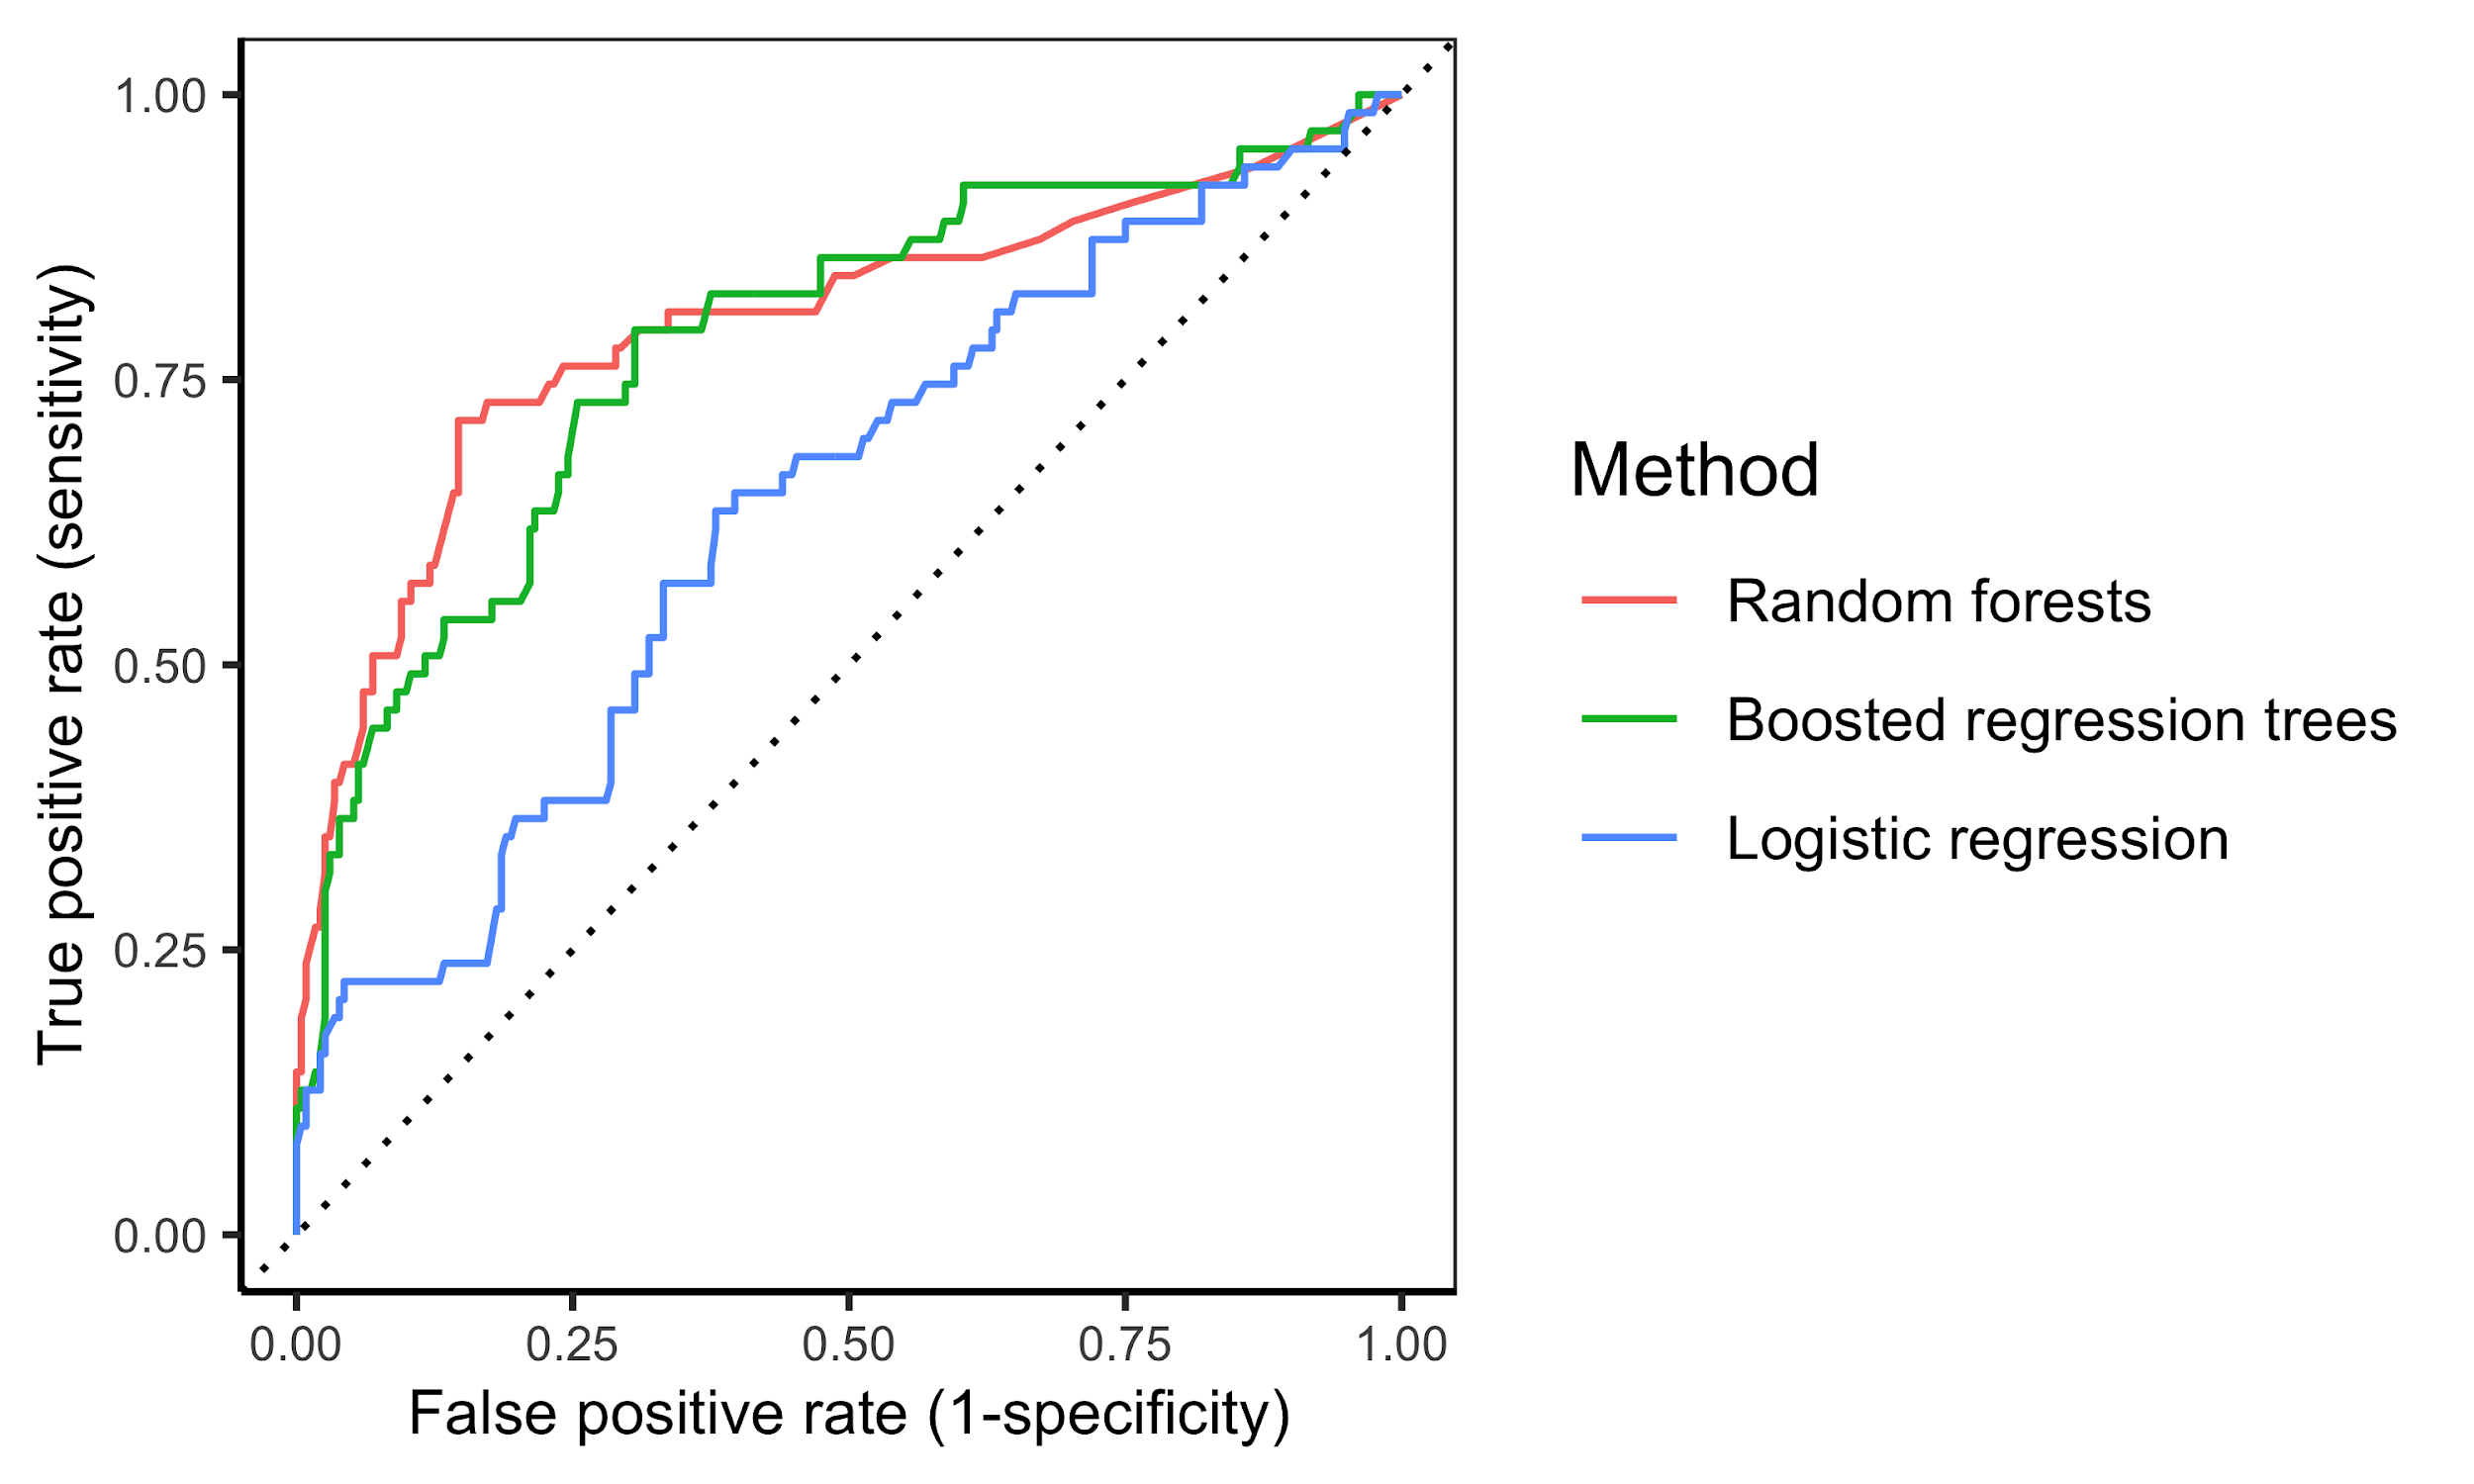 True positive rate (sensitivity)
1.00
0.75
0.50
0.25
0.00
0.00 0.25 0.50 0.75 1.00
False positive rate (1-specificity)
Method
Random forests
Boosted regression trees
Logistic regression